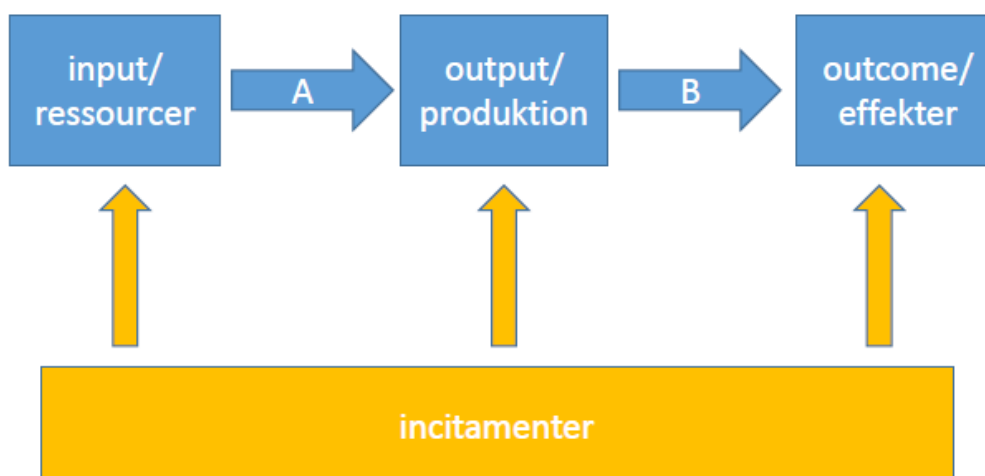 input/
ressourcer
A
output/
produktion
B
outcome/
effekter
incitamenter